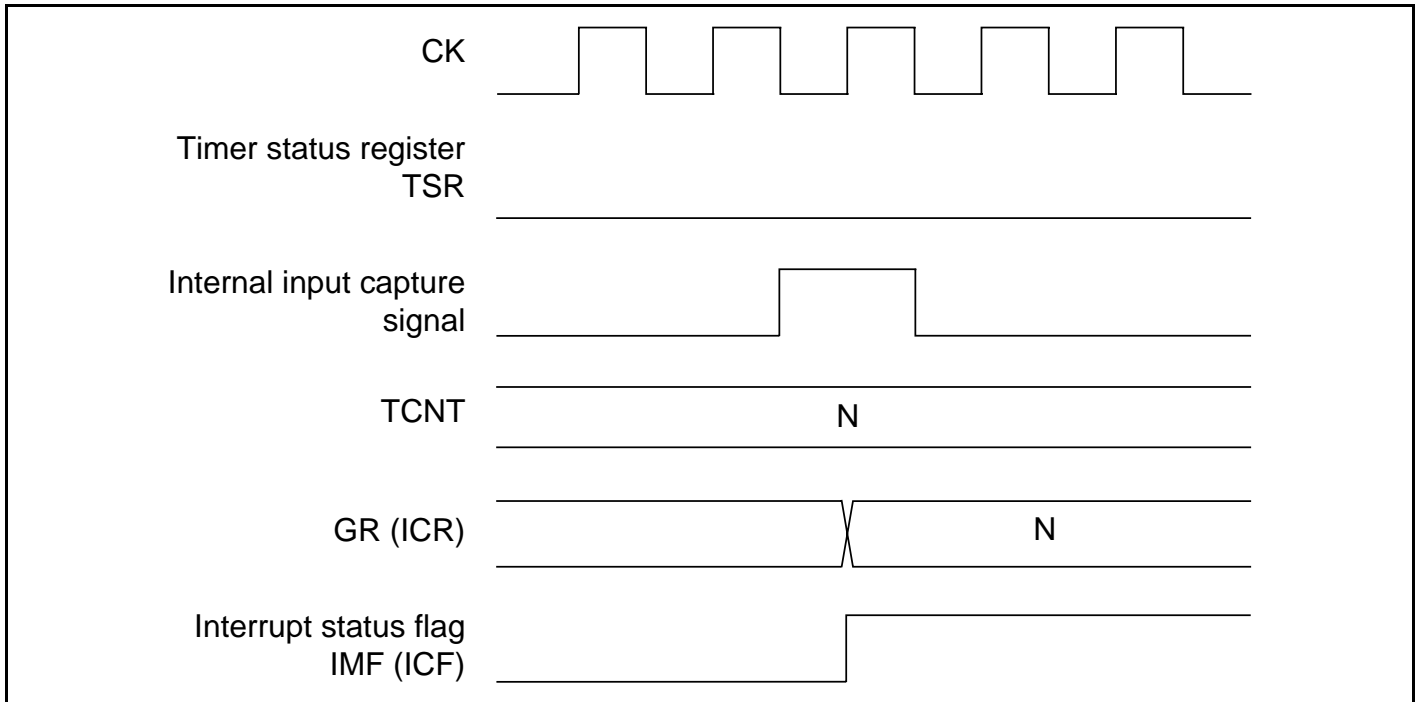 CK
Timer status register
TSR
Internal input capture
signal
TCNT
N
GR (ICR)
N
Interrupt status flag
IMF (ICF)